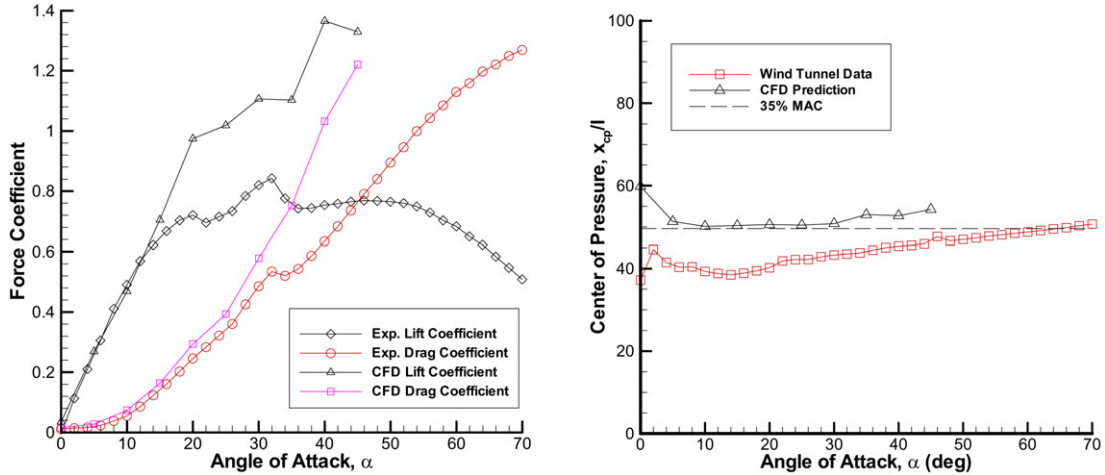 1.4
1.2
1
0.8
0.6
0.4
0.2
0
Force Coefficient
Exp. Lift Coefficient
Exp. Drag Coefficient
CFD Lift Coefficient
CFD Drag Coefficient
0 10 20 30 40 50 60 70
Angle of Attack, α
100
80
60
40
20
0
Center of Pressure, x_cp/l
Wind Tunnel Data
CFD Prediction
35% MAC
0 10 20 30 40 50 60 70
Angle of Attack, α (deg)